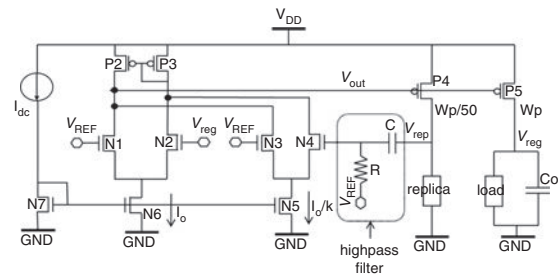 V_DD
P2
P3
P4
P5
V_out
I_dc
Wp/50
Wp
V_REF
N1
N2
V_reg
V_REF
N3
N4
C
V_rep
V_reg
R
V_REF
replica
load
Co
N7
N6
I_o
N5
I_o/k
GND
GND
GND
GND
GND
highpass
filter